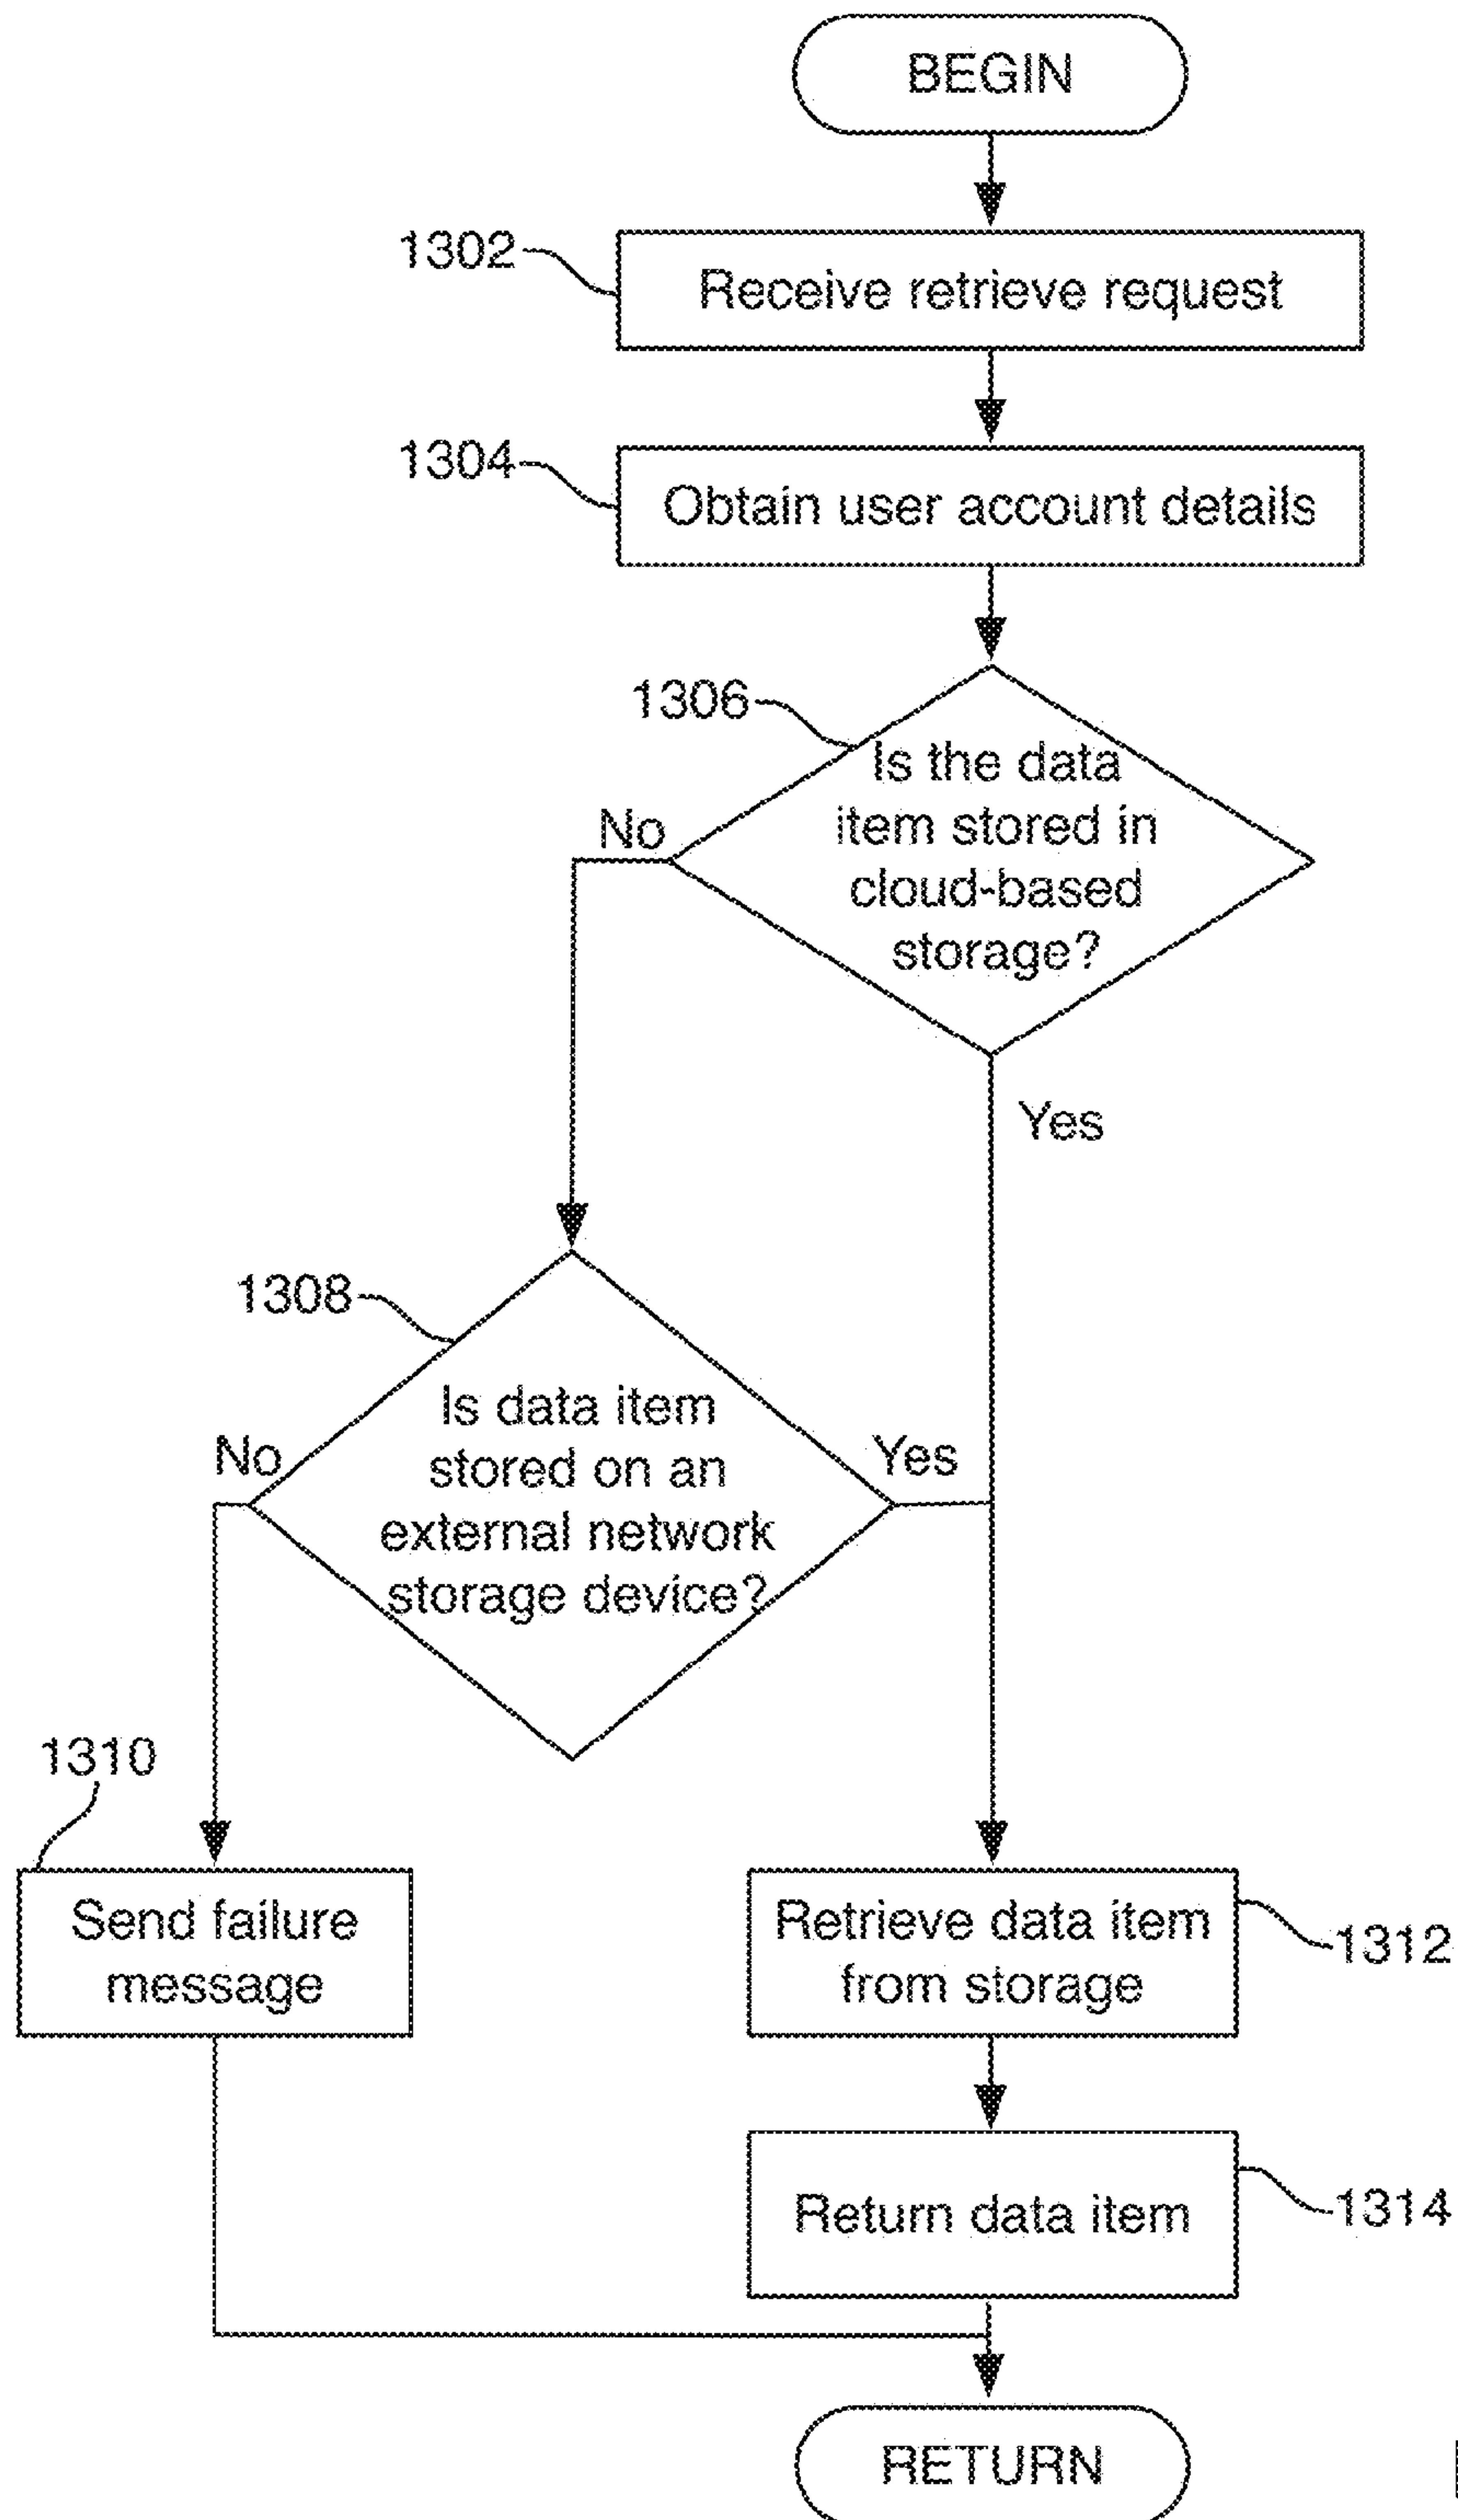 BEGIN
1302
Receive retrieve request
1304
Obtain user account details
1306
Is the data
item stored in
cloud-based
storage?
No
Yes
1308
Is data item
stored on an
external network
storage device?
No
Yes
1310
Send failure
message
Retrieve data item
from storage
1312
Return data item
1314
RETURN